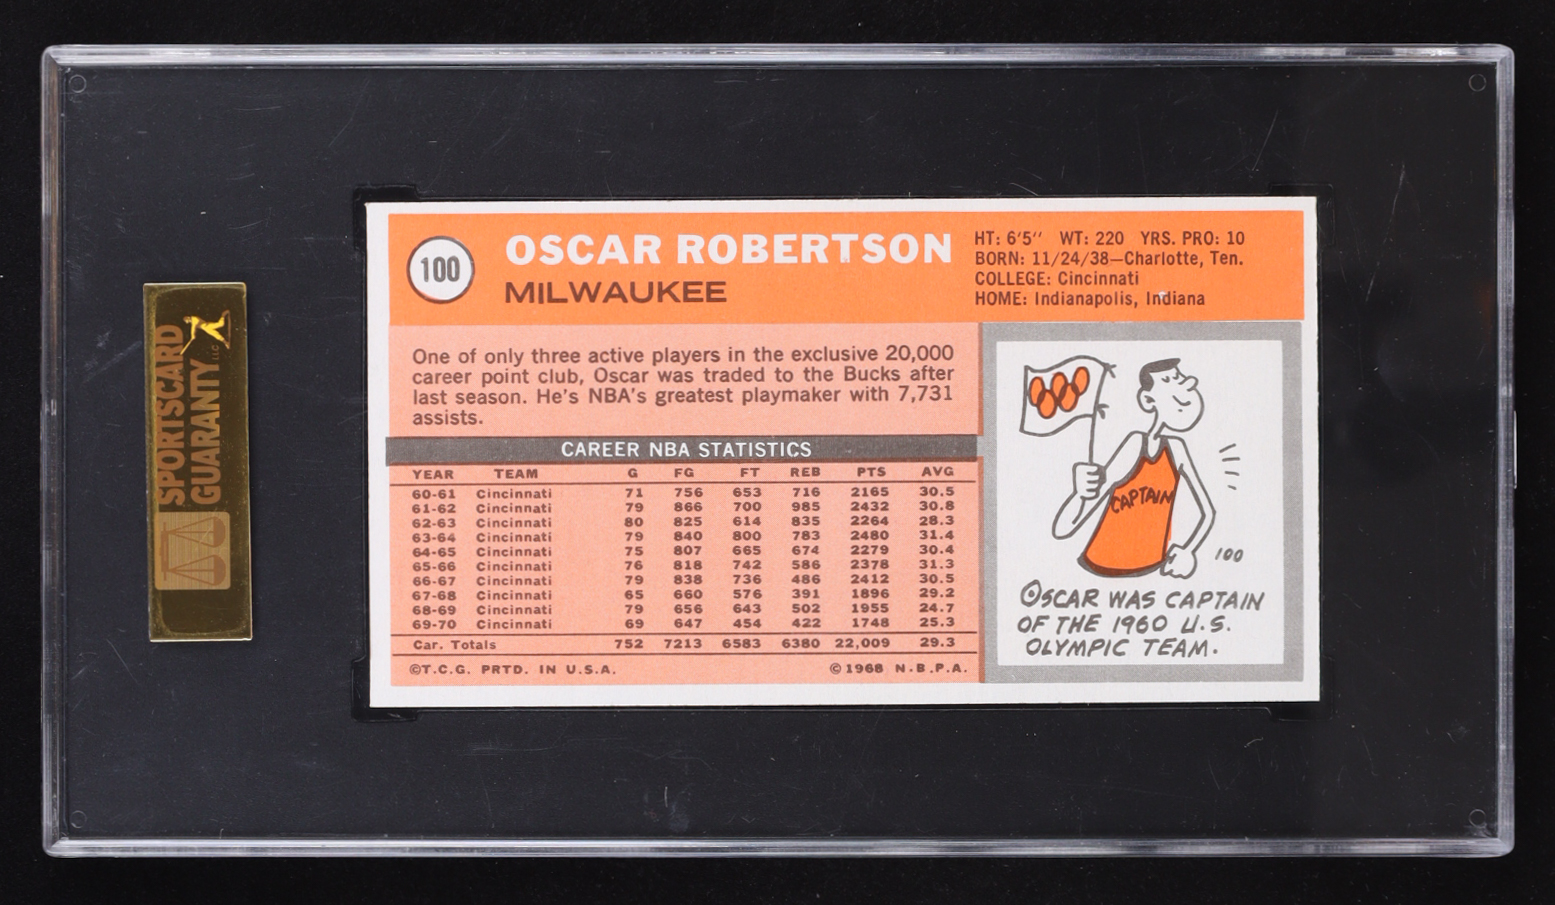 SPORTSCARD
GUARANTY LLC
100
OSCAR ROBERTSON
MILWAUKEE
HT: 6'5'' WT: 220 YRS. PRO: 10
BORN: 11/24/38—Charlotte, Ten.
COLLEGE: Cincinnati
HOME: Indianapolis, Indiana
One of only three active players in the exclusive 20,000
career point club, Oscar was traded to the Bucks after
last season. He's NBA's greatest playmaker with 7,731
assists.
CAREER NBA STATISTICS
YEAR TEAM G FG FT REB PTS AVG
60-61 Cincinnati 71 756 653 716 2165 30.5
61-62 Cincinnati 79 866 700 985 2432 30.8
62-63 Cincinnati 80 825 614 835 2264 28.3
63-64 Cincinnati 79 840 800 783 2480 31.4
64-65 Cincinnati 75 807 665 674 2279 30.4
65-66 Cincinnati 76 818 742 586 2378 31.3
66-67 Cincinnati 79 838 736 486 2412 30.5
67-68 Cincinnati 65 660 576 391 1896 29.2
68-69 Cincinnati 79 656 643 502 1955 24.7
69-70 Cincinnati 69 647 454 422 1748 25.3
Car. Totals 752 7213 6583 6380 22,009 29.3
©T.C.G. PRTD. IN U.S.A. ©1968 N.B.P.A.
CAPTAIN
100
OSCAR WAS CAPTAIN
OF THE 1960 U.S.
OLYMPIC TEAM.